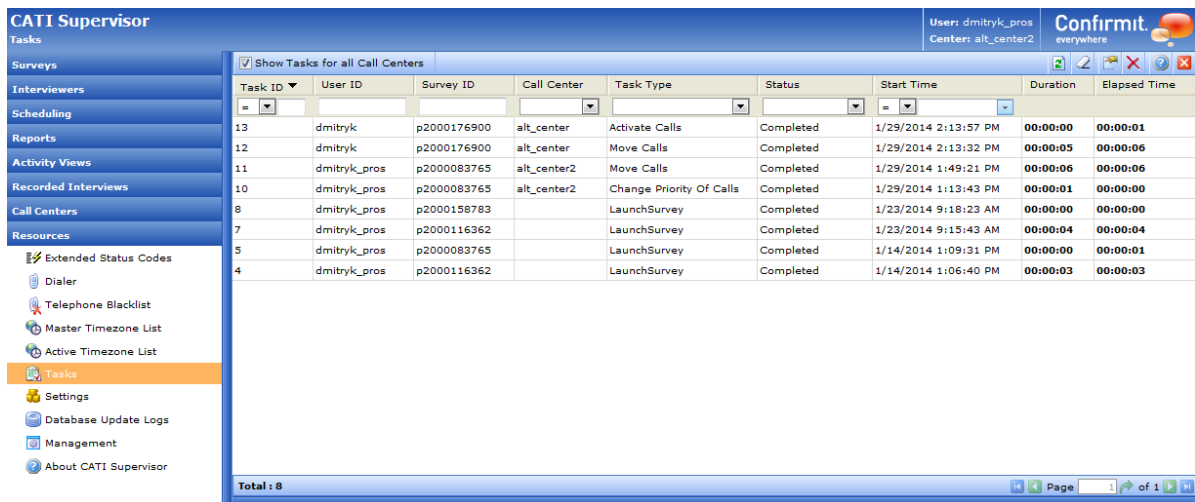 CATI Supervisor
Tasks
User: dmitryk_pros
Center: alt_center2
Confirmit.
everywhere
Surveys
Interviewers
Scheduling
Reports
Activity Views
Recorded Interviews
Call Centers
Resources
Extended Status Codes
Dialer
Telephone Blacklist
Master Timezone List
Active Timezone List
Tasks
Settings
Database Update Logs
Management
About CATI Supervisor
Show Tasks for all Call Centers
Task ID User ID Survey ID Call Center Task Type Status Start Time Duration Elapsed Time
= =
13 dmitryk p2000176900 alt_center Activate Calls Completed 1/29/2014 2:13:57 PM 00:00:00 00:00:01
12 dmitryk p2000176900 alt_center Move Calls Completed 1/29/2014 2:13:32 PM 00:00:05 00:00:06
11 dmitryk_pros p2000083765 alt_center2 Move Calls Completed 1/29/2014 1:49:21 PM 00:00:06 00:00:06
10 dmitryk_pros p2000083765 alt_center2 Change Priority Of Calls Completed 1/29/2014 1:13:43 PM 00:00:01 00:00:00
8 dmitryk_pros p2000158783 LaunchSurvey Completed 1/23/2014 9:18:23 AM 00:00:00 00:00:00
7 dmitryk_pros p2000116362 LaunchSurvey Completed 1/23/2014 9:15:43 AM 00:00:04 00:00:04
5 dmitryk_pros p2000083765 LaunchSurvey Completed 1/14/2014 1:09:31 PM 00:00:00 00:00:01
4 dmitryk_pros p2000116362 LaunchSurvey Completed 1/14/2014 1:06:40 PM 00:00:03 00:00:03
Total : 8 Page 1 of 1